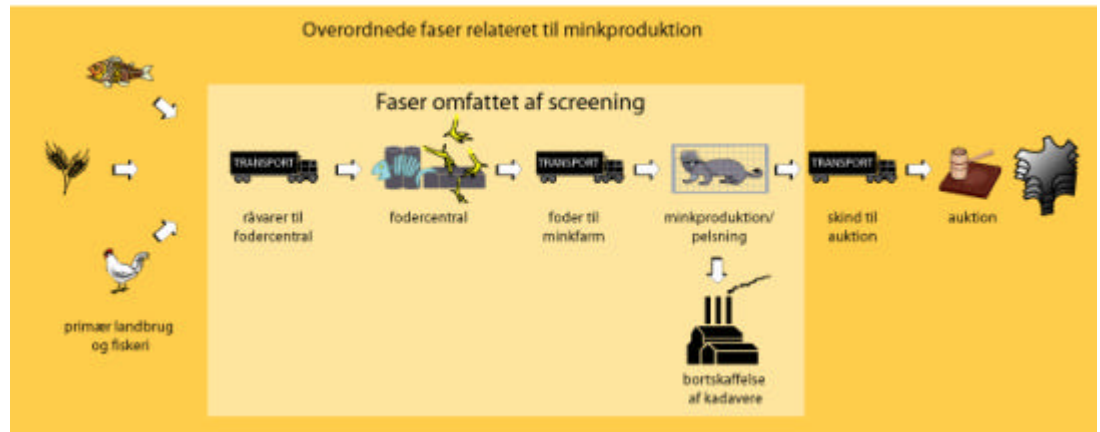 Overordnede faser relateret til minkproduktion
Faser omfattet af screening
TRANSPORT
TRANSPORT
TRANSPORT
råvarer til
fodercentral
fodercentral
foder til
minkfarm
minkproduktion/
pelsning
skind til
auktion
auktion
primær landbrug
og fiskeri
bortskaffelse
af kadavere